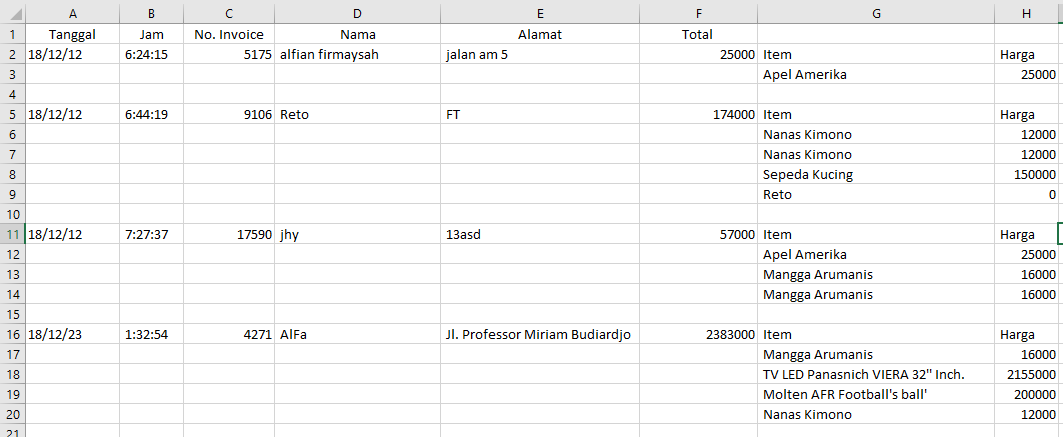 A B C D E F G H
1 Tanggal Jam No. Invoice Nama Alamat Total
2 18/12/12 6:24:15 5175 alfian firmaysah jalan am 5 25000 Item Harga
3 Apel Amerika 25000
4
5 18/12/12 6:44:19 9106 Reto FT 174000 Item Harga
6 Nanas Kimono 12000
7 Nanas Kimono 12000
8 Sepeda Kucing 150000
9 Reto 0
10
11 18/12/12 7:27:37 17590 jhy 13asd 57000 Item Harga
12 Apel Amerika 25000
13 Mangga Arumanis 16000
14 Mangga Arumanis 16000
15
16 18/12/23 1:32:54 4271 AlFa Jl. Professor Miriam Budiardjo 2383000 Item Harga
17 Mangga Arumanis 16000
18 TV LED Panasnich VIERA 32" Inch. 2155000
19 Molten AFR Football's ball' 200000
20 Nanas Kimono 12000
21